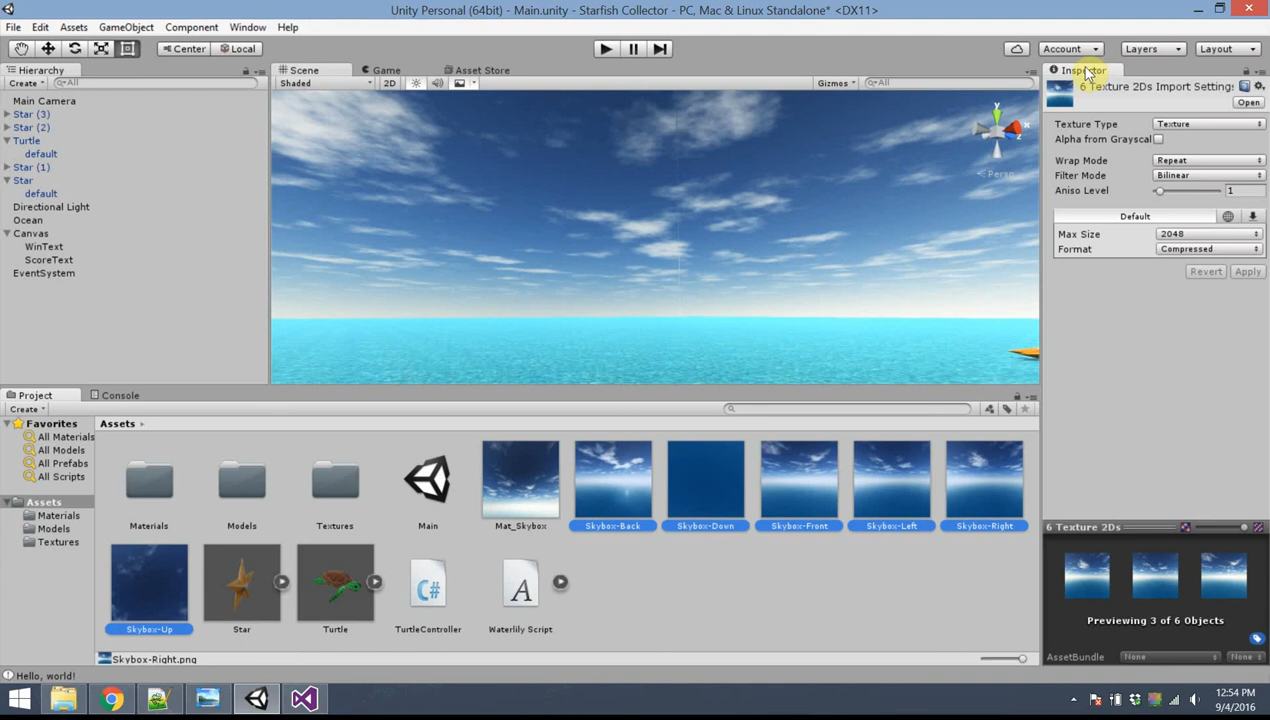 Unity Personal (64bit) - Main.unity - Starfish Collector - PC, Mac & Linux Standalone* <DX11>
File Edit Assets GameObject Component Window Help
Center Local Account Layers Layout
Hierarchy
Create All
Main Camera
Star (3)
Star (2)
Turtle
default
Star (1)
Star
default
Directional Light
Ocean
Canvas
WinText
ScoreText
EventSystem
Scene Game Asset Store
Shaded 2D Gizmos All
y
x
z
Persp
Inspector
6 Texture 2Ds Import Settings
Open
Texture Type Texture
Alpha from Grayscal
Wrap Mode Repeat
Filter Mode Bilinear
Aniso Level 1
Default
Max Size 2048
Format Compressed
Revert Apply
Project Console
Create
Favorites
All Materials
All Models
All Prefabs
All Scripts
Assets
Materials
Models
Textures
Assets
Materials Models Textures Main Mat_Skybox Skybox-Back Skybox-Down Skybox-Front Skybox-Left Skybox-Right
C# A
Skybox-Up Star Turtle TurtleController Waterlily Script
Skybox-Right.png
6 Texture 2Ds
Previewing 3 of 6 Objects
AssetBundle None None
Hello, world!
12:54 PM
9/4/2016